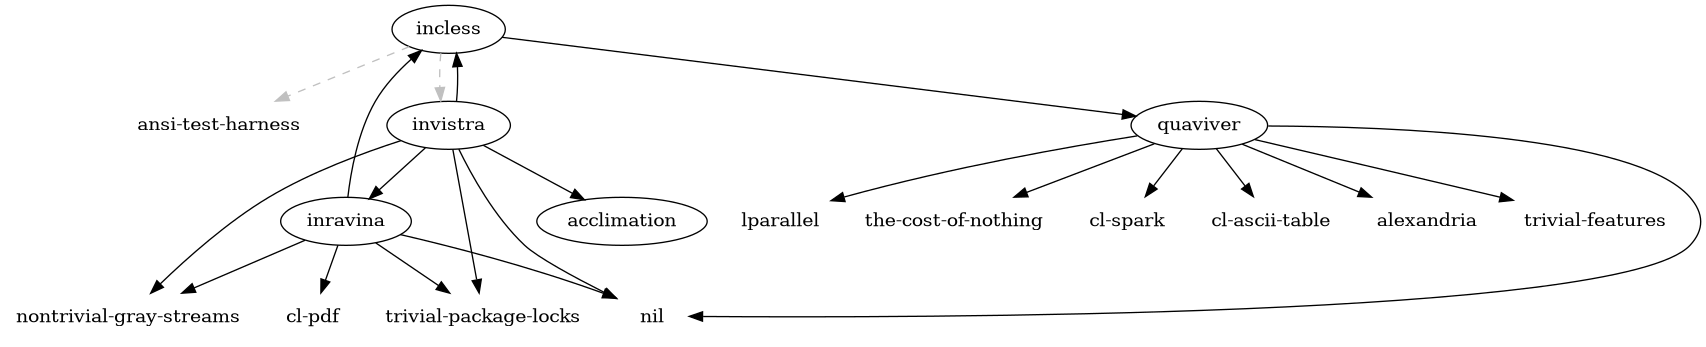 incless
ansi-test-harness
invistra
quaviver
inravina
acclimation
lparallel
the-cost-of-nothing
cl-spark
cl-ascii-table
alexandria
trivial-features
nontrivial-gray-streams
cl-pdf
trivial-package-locks
nil